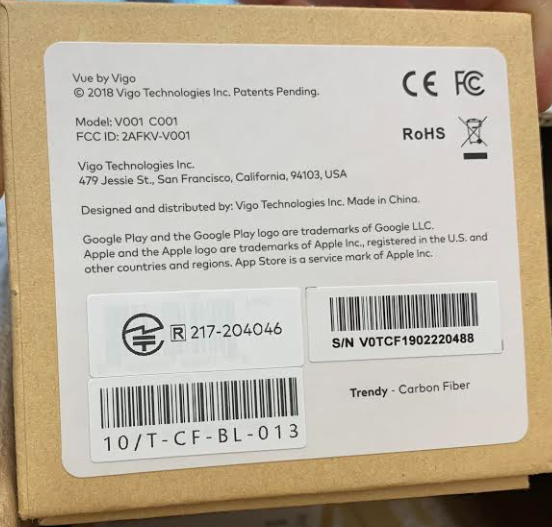 Vue by Vigo
© 2018 Vigo Technologies Inc. Patents Pending.
CE FC
Model: V001 C001
FCC ID: 2AFKV-V001
RoHS
Vigo Technologies Inc.
479 Jessie St., San Francisco, California, 94103, USA
Designed and distributed by: Vigo Technologies Inc. Made in China.
Google Play and the Google Play logo are trademarks of Google LLC.
Apple and the Apple logo are trademarks of Apple Inc., registered in the U.S. and
other countries and regions. App Store is a service mark of Apple Inc.
R 217-204046
S/N V0TCF1902220488
Trendy - Carbon Fiber
10/T-CF-BL-013